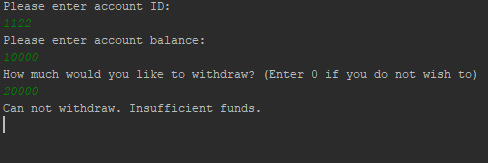 Please enter account ID:
1122
Please enter account balance:
10000
How much would you like to withdraw? (Enter 0 if you do not wish to)
20000
Can not withdraw. Insufficient funds.